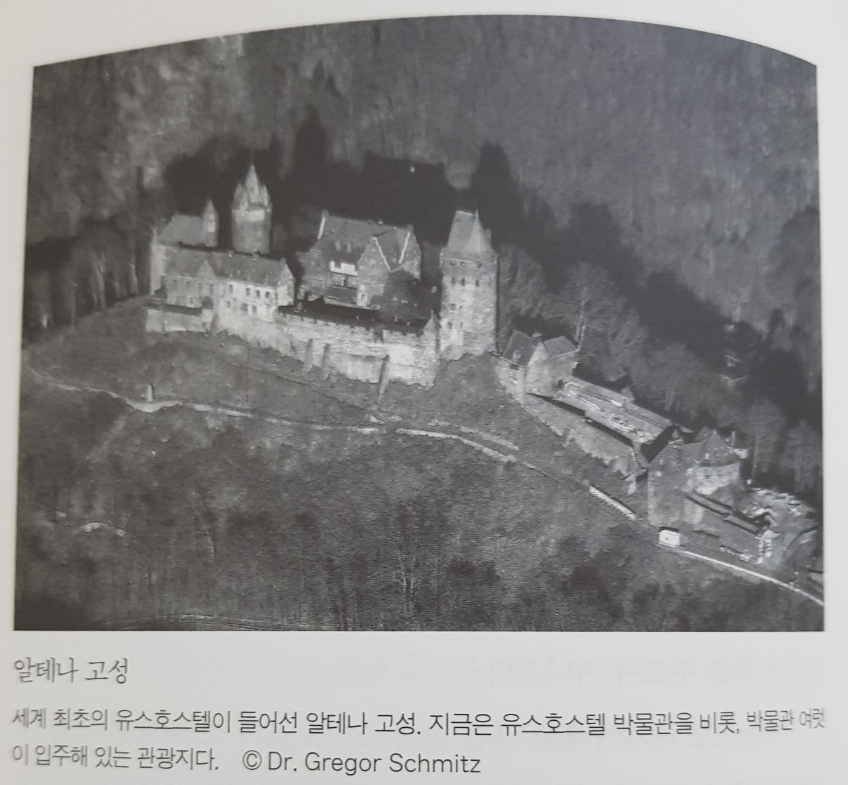 알테나 고성
세계 최초의 유스호스텔이 들어선 알테나 고성. 지금은 유스호스텔 박물관을 비롯, 박물관 여럿
이 입주해 있는 관광지다. © Dr. Gregor Schmitz